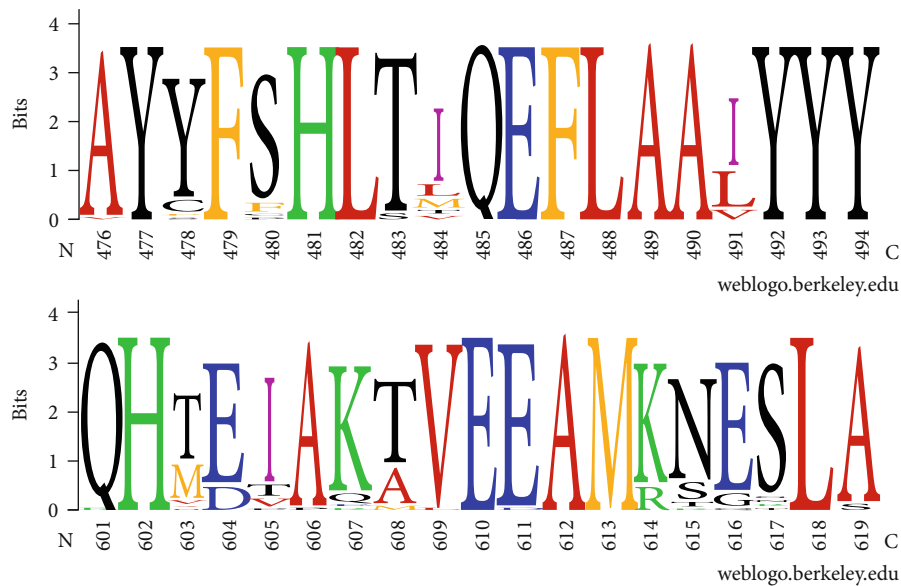 4
3
2
1
0
Bits
AYYFSHLTIQEFLAAIYYY
C F S L L
M V
N 476 477 478 479 480 481 482 483 484 485 486 487 488 489 490 491 492 493 494 C
weblogo.berkeley.edu
4
3
2
1
0
Bits
QHTEIAKTVEEAMKNESLA
M D T V Q A R S G S
N 601 602 603 604 605 606 607 608 609 610 611 612 613 614 615 616 617 618 619 C
weblogo.berkeley.edu